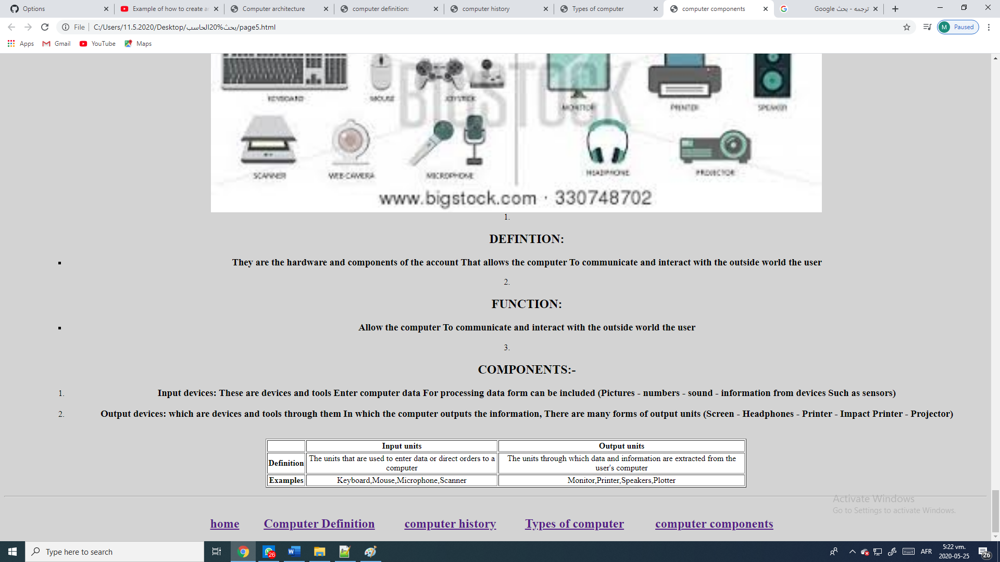 Options
Example of how to create a
Computer architecture
computer definition:
computer history
Types of computer
computer components
ترجمه - بحث Google
File
C:/Users/11.5.2020/Desktop/بحث%20الحاسب/page5.html
M Paused
Apps
Gmail
YouTube
Maps
BIGSTOCK
KEYBOARD
MOUSE
JOYSTICK
MONITOR
PRINTER
SPEAKER
SCANNER
WEB-CAMERA
MICROPHONE
HEADPHONE
PROJECTOR
www.bigstock.com · 330748702
1.
DEFINTION:
They are the hardware and components of the account That allows the computer To communicate and interact with the outside world the user
2.
FUNCTION:
Allow the computer To communicate and interact with the outside world the user
3.
COMPONENTS:-
1. Input devices: These are devices and tools Enter computer data For processing data form can be included (Pictures - numbers - sound - information from devices Such as sensors)
2. Output devices: which are devices and tools through them In which the computer outputs the information, There are many forms of output units (Screen - Headphones - Printer - Impact Printer - Projector)
Input units Output units
Definition The units that are used to enter data or direct orders to a computer The units through which data and information are extracted from the user's computer
Examples Keyboard,Mouse,Microphone,Scanner Monitor,Printer,Speakers,Plotter
Activate Windows
Go to Settings to activate Windows.
home Computer Definition computer history Types of computer computer components
Type here to search
26
AFR
5:22 vm.
2020-05-25
26